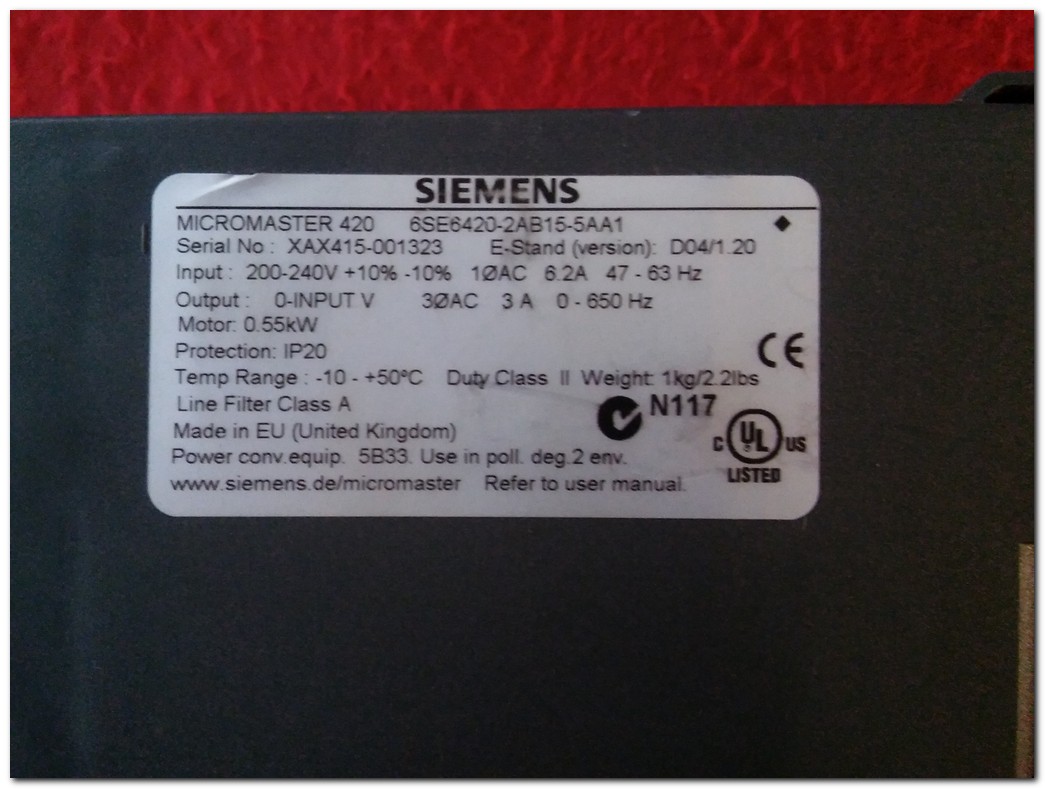 SIEMENS
MICROMASTER 420 6SE6420-2AB15-5AA1
Serial No : XAX415-001323 E-Stand (version): D04/1.20
Input : 200-240V +10% -10% 1ØAC 6.2A 47 - 63 Hz
Output : 0-INPUT V 3ØAC 3 A 0 - 650 Hz
Motor: 0.55kW
Protection: IP20
CE
Temp Range : -10 - +50°C Duty Class II Weight: 1kg/2.2lbs
Line Filter Class A
N117
Made in EU (United Kingdom)
C UL US
LISTED
Power conv.equip. 5B33. Use in poll. deg.2 env.
www.siemens.de/micromaster Refer to user manual.